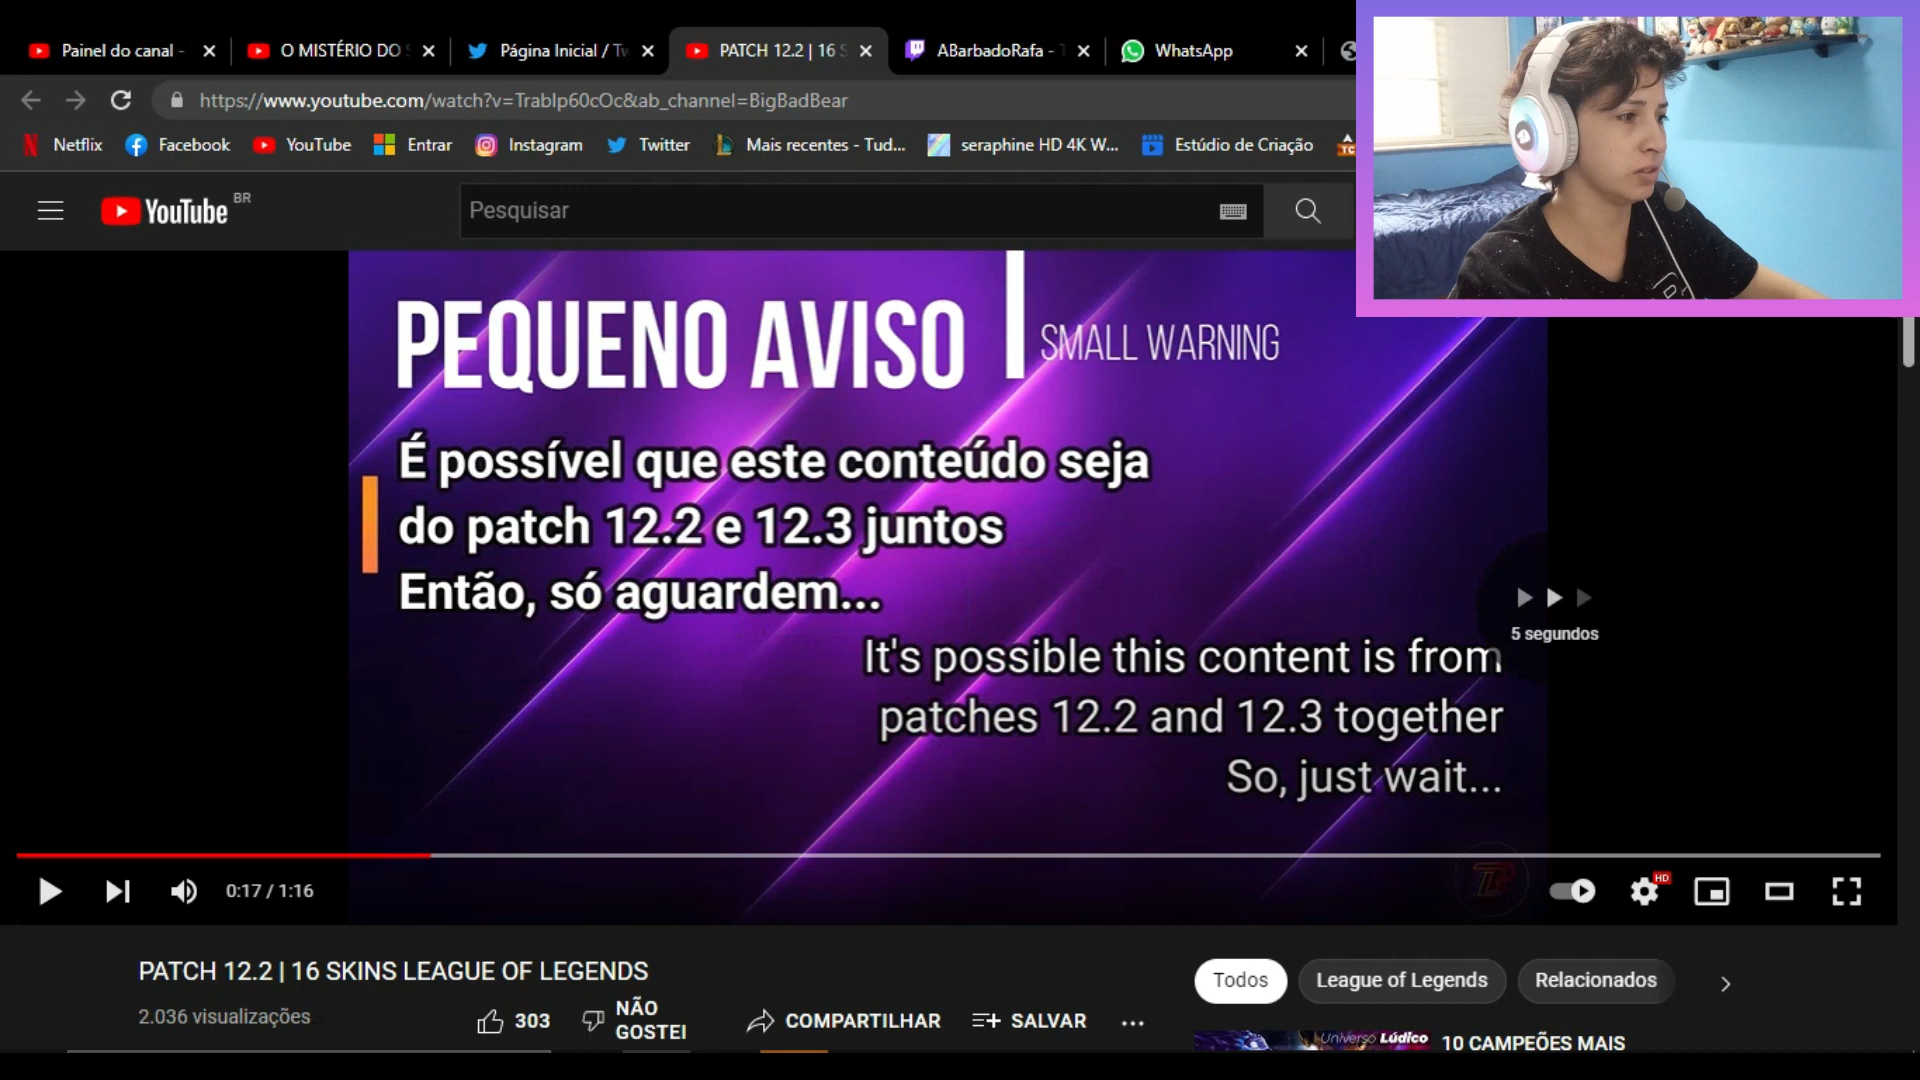 Painel do canal -
O MISTÉRIO DO
Página Inicial / Tw
PATCH 12.2 | 16 S
ABarbadoRafa -
WhatsApp
https://www.youtube.com/watch?v=TrabIp60cOc&ab_channel=BigBadBear
Netflix
Facebook
YouTube
Entrar
Instagram
Twitter
Mais recentes - Tud...
seraphine HD 4K W...
Estúdio de Criação
TC
YouTube BR
Pesquisar
PEQUENO AVISO
SMALL WARNING
É possível que este conteúdo seja
do patch 12.2 e 12.3 juntos
Então, só aguardem...
5 segundos
It's possible this content is from
patches 12.2 and 12.3 together
So, just wait...
0:17 / 1:16
HD
PATCH 12.2 | 16 SKINS LEAGUE OF LEGENDS
2.036 visualizações
303
NÃO
GOSTEI
COMPARTILHAR
SALVAR
Todos
League of Legends
Relacionados
Universo Lúdico
10 CAMPEÕES MAIS